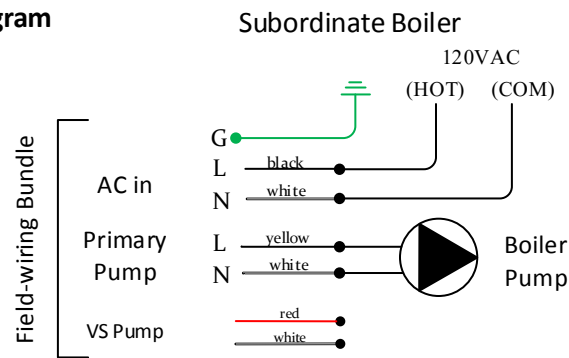 gram
Subordinate Boiler
120VAC
(HOT) (COM)
G
L black
AC in
N white
Field-wiring Bundle
Primary Pump
L yellow
N white
Boiler Pump
VS Pump
red
white